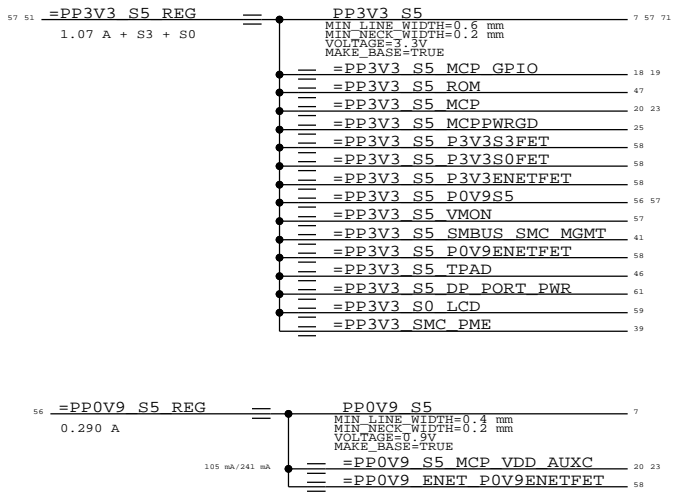 57 51 =PP3V3_S5_REG PP3V3_S5 7 57 71
1.07 A + S3 + S0 MIN_LINE_WIDTH=0.6 mm
MIN_NECK_WIDTH=0.2 mm
VOLTAGE=3.3V
MAKE_BASE=TRUE
=PP3V3_S5_MCP_GPIO 18 19
=PP3V3_S5_ROM 47
=PP3V3_S5_MCP 20 23
=PP3V3_S5_MCPPWRGD 25
=PP3V3_S5_P3V3S3FET 58
=PP3V3_S5_P3V3S0FET 58
=PP3V3_S5_P3V3ENETFET 58
=PP3V3_S5_P0V9S5 56 57
=PP3V3_S5_VMON 57
=PP3V3_S5_SMBUS_SMC_MGMT 41
=PP3V3_S5_P0V9ENETFET 58
=PP3V3_S5_TPAD 46
=PP3V3_S5_DP_PORT_PWR 61
=PP3V3_S0_LCD 59
=PP3V3_SMC_PME 39
56 =PP0V9_S5_REG PP0V9_S5 7
0.290 A MIN_LINE_WIDTH=0.4 mm
MIN_NECK_WIDTH=0.2 mm
VOLTAGE=0.9V
MAKE_BASE=TRUE
105 mA/241 mA =PP0V9_S5_MCP_VDD_AUXC 20 23
=PP0V9_ENET_P0V9ENETFET 58